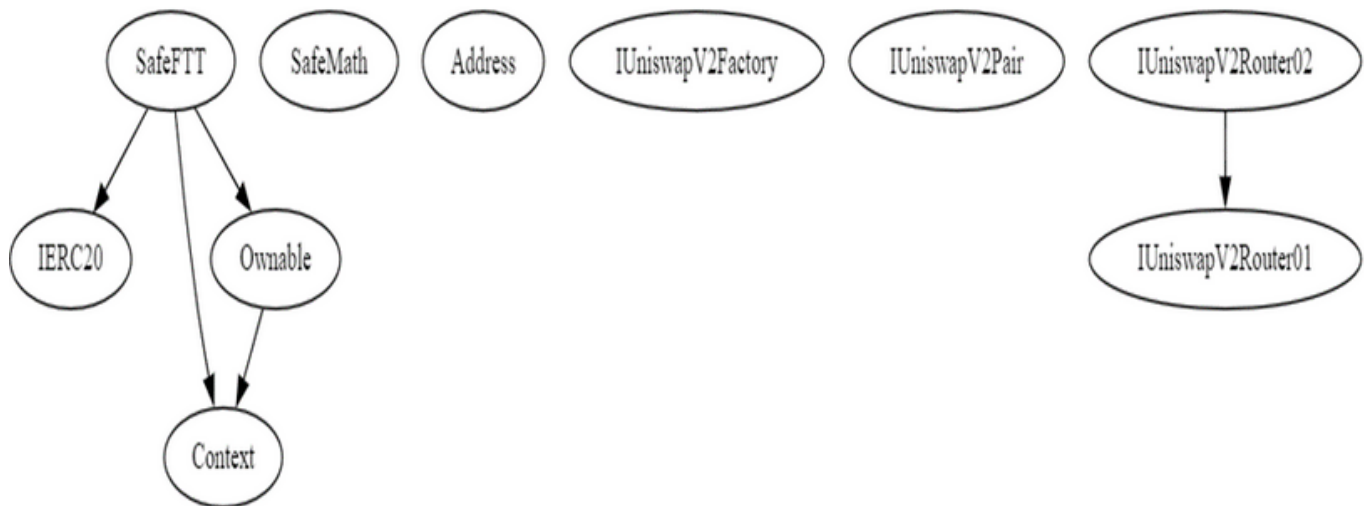 SafeFTT
SafeMath
Address
IUniswapV2Factory
IUniswapV2Pair
IUniswapV2Router02
IERC20
Ownable
IUniswapV2Router01
Context